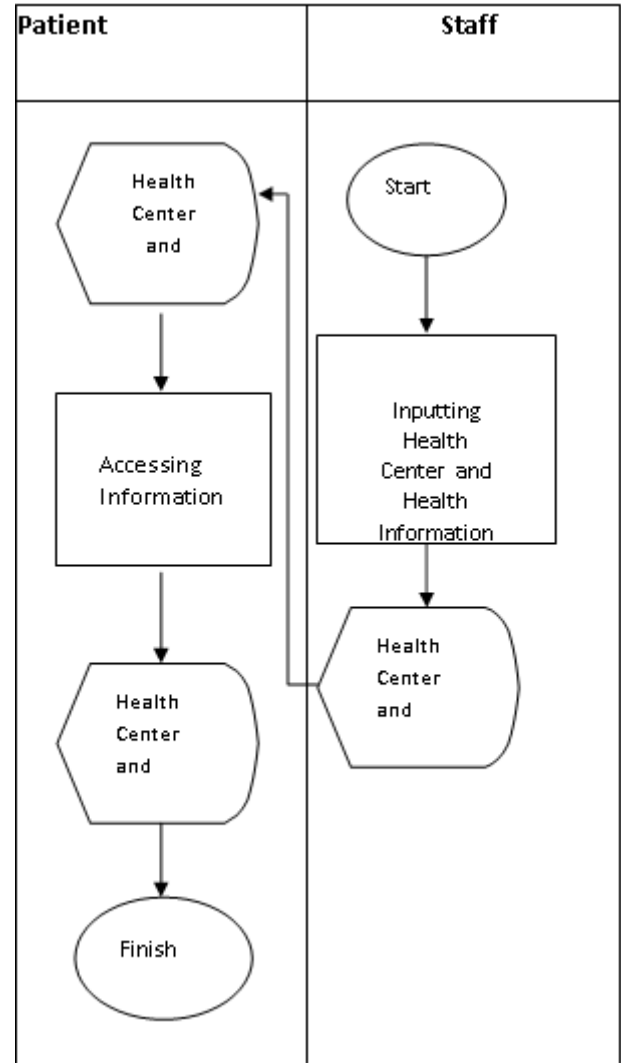 Patient
Staff
Health
Center
and
Start
Accessing
Information
Inputting
Health
Center and
Health
Information
Health
Center
and
Health
Center
and
Finish